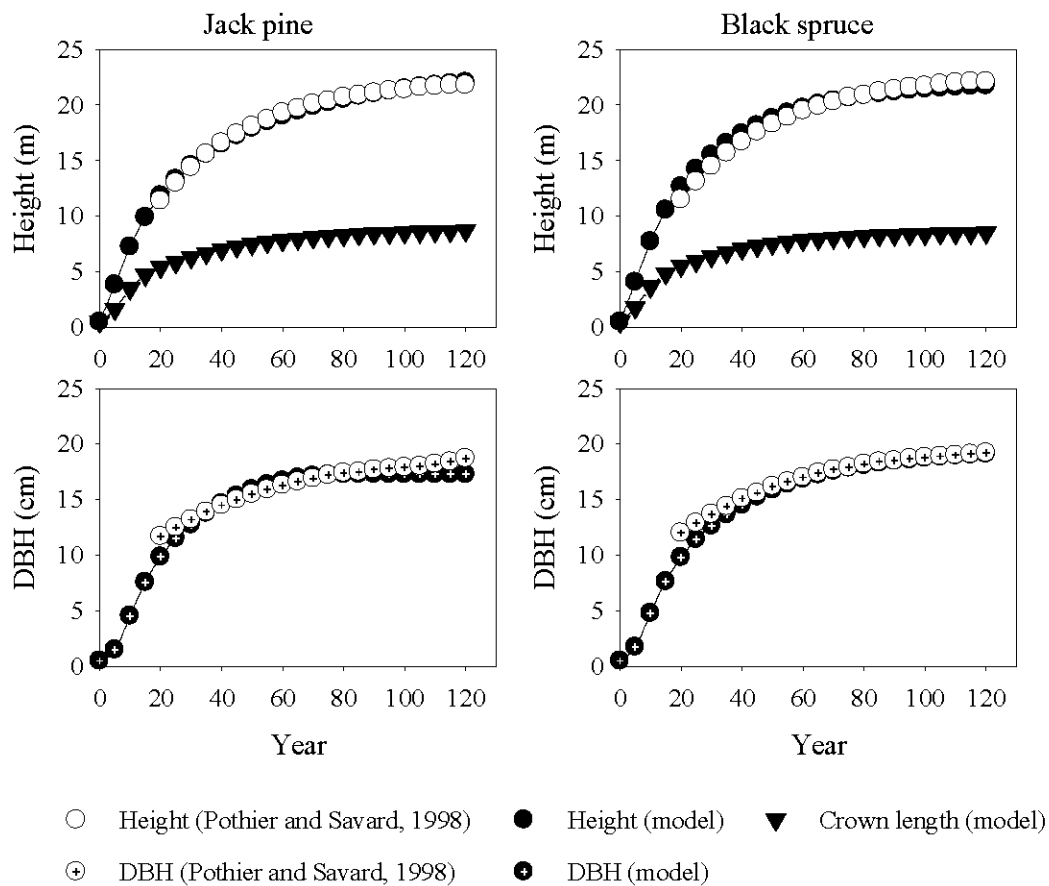 Jack pine
Black spruce
25
20
15
10
5
0
Height (m)
0 20 40 60 80 100 120
25
20
15
10
5
0
Height (m)
0 20 40 60 80 100 120
25
20
15
10
5
0
DBH (cm)
0 20 40 60 80 100 120
Year
25
20
15
10
5
0
DBH (cm)
0 20 40 60 80 100 120
Year
Height (Pothier and Savard, 1998)
Height (model)
Crown length (model)
DBH (Pothier and Savard, 1998)
DBH (model)